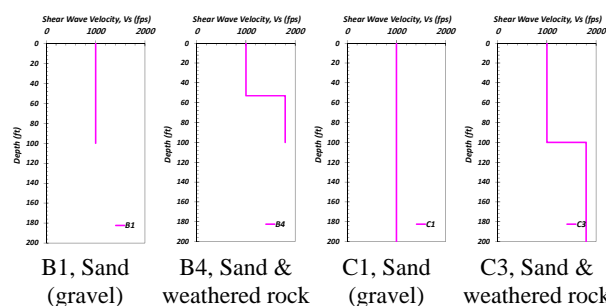 Shear Wave Velocity, Vs (fps)
0 1000 2000
0
20
40
60
80
100
120
140
160
180
200
Depth (ft)
B1
B1, Sand
(gravel)
Shear Wave Velocity, Vs (fps)
0 1000 2000
0
20
40
60
80
100
120
140
160
180
200
Depth (ft)
B4
B4, Sand &
weathered rock
Shear Wave Velocity, Vs (fps)
0 1000 2000
0
20
40
60
80
100
120
140
160
180
200
Depth (ft)
C1
C1, Sand
(gravel)
Shear Wave Velocity, Vs (fps)
0 1000 2000
0
20
40
60
80
100
120
140
160
180
200
Depth (ft)
C3
C3, Sand &
weathered rock